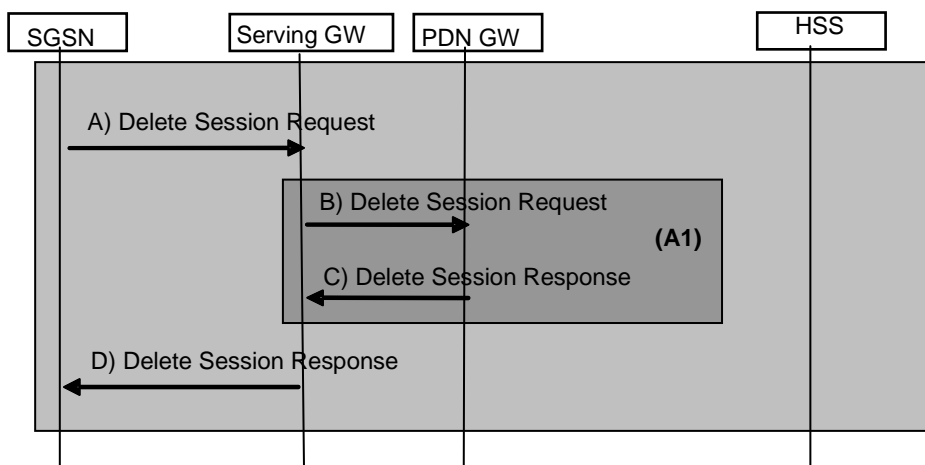 SGSN
Serving GW
PDN GW
HSS
A) Delete Session Request
B) Delete Session Request
(A1)
C) Delete Session Response
D) Delete Session Response